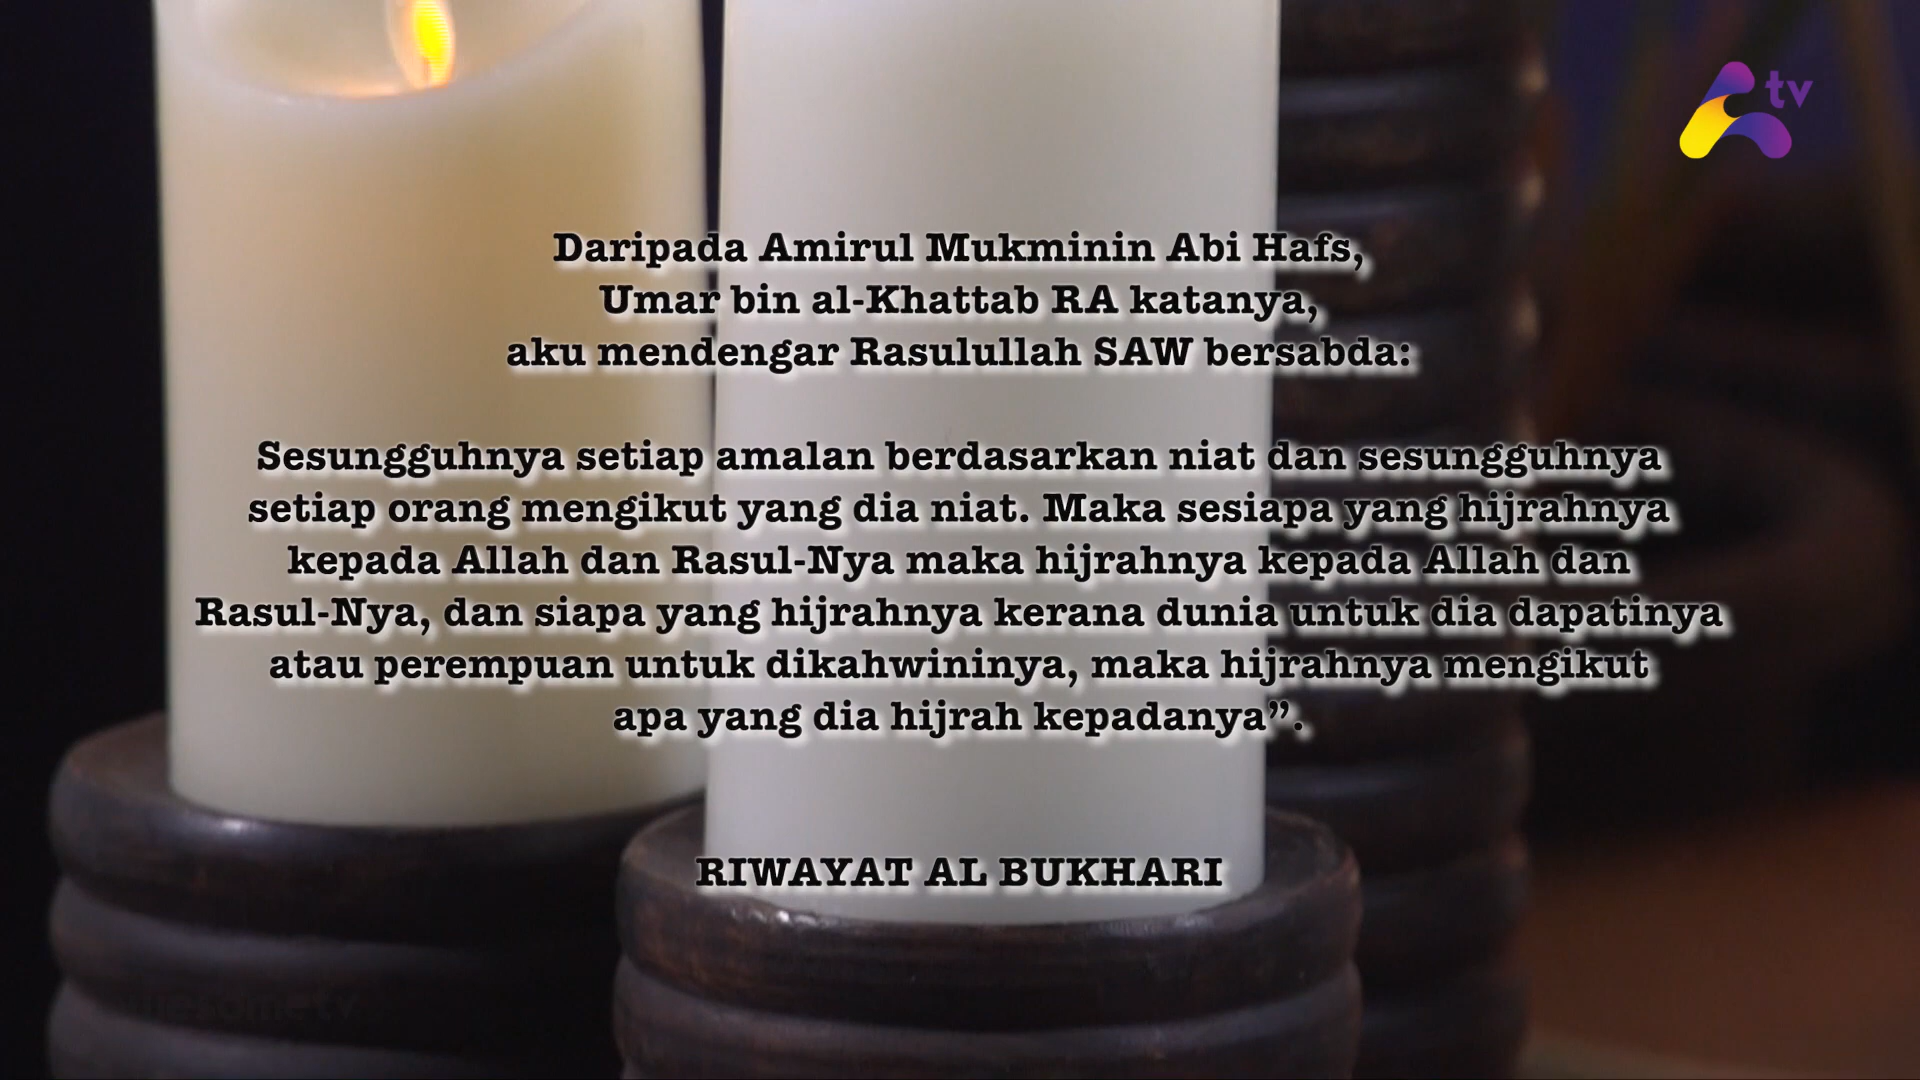 tv
Daripada Amirul Mukminin Abi Hafs,
Umar bin al-Khattab RA katanya,
aku mendengar Rasulullah SAW bersabda:
Sesungguhnya setiap amalan berdasarkan niat dan sesungguhnya
setiap orang mengikut yang dia niat. Maka sesiapa yang hijrahnya
kepada Allah dan Rasul-Nya maka hijrahnya kepada Allah dan
Rasul-Nya, dan siapa yang hijrahnya kerana dunia untuk dia dapatinya
atau perempuan untuk dikahwininya, maka hijrahnya mengikut
apa yang dia hijrah kepadanya”.
RIWAYAT AL BUKHARI